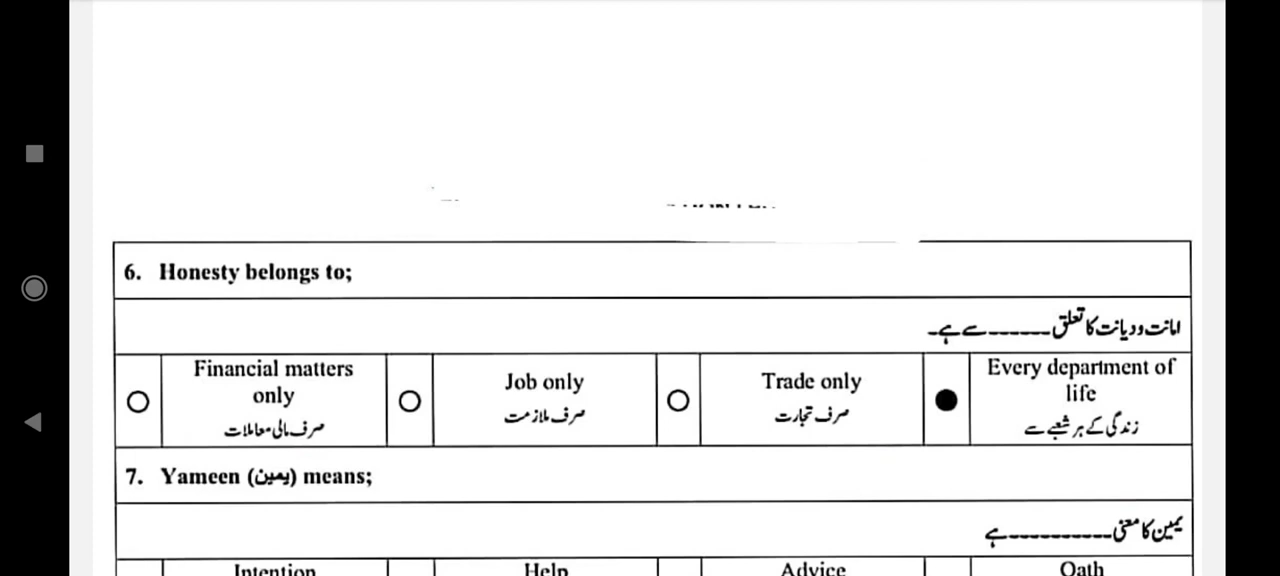 6. Honesty belongs to;
امانت و دیانت کا تعلق ------ سے ہے۔
Financial matters only
صرف مالی معاملات
Job only
صرف ملازمت
Trade only
صرف تجارت
Every department of life
زندگی کے ہر شعبے سے
7. Yameen (یمین) means;
یمین کا معنی ----------- ہے
Intention
Help
Advice
Oath